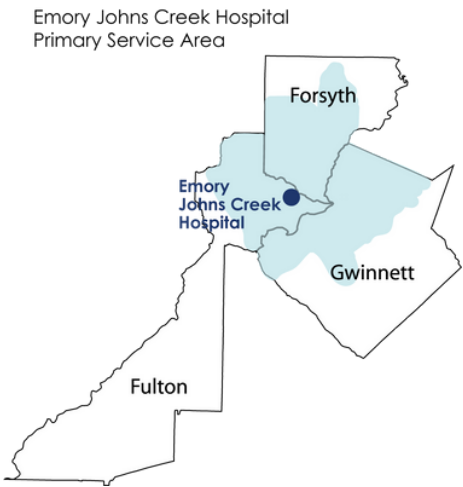 Emory Johns Creek Hospital
Primary Service Area
Forsyth
Emory
Johns Creek
Hospital
Gwinnett
Fulton